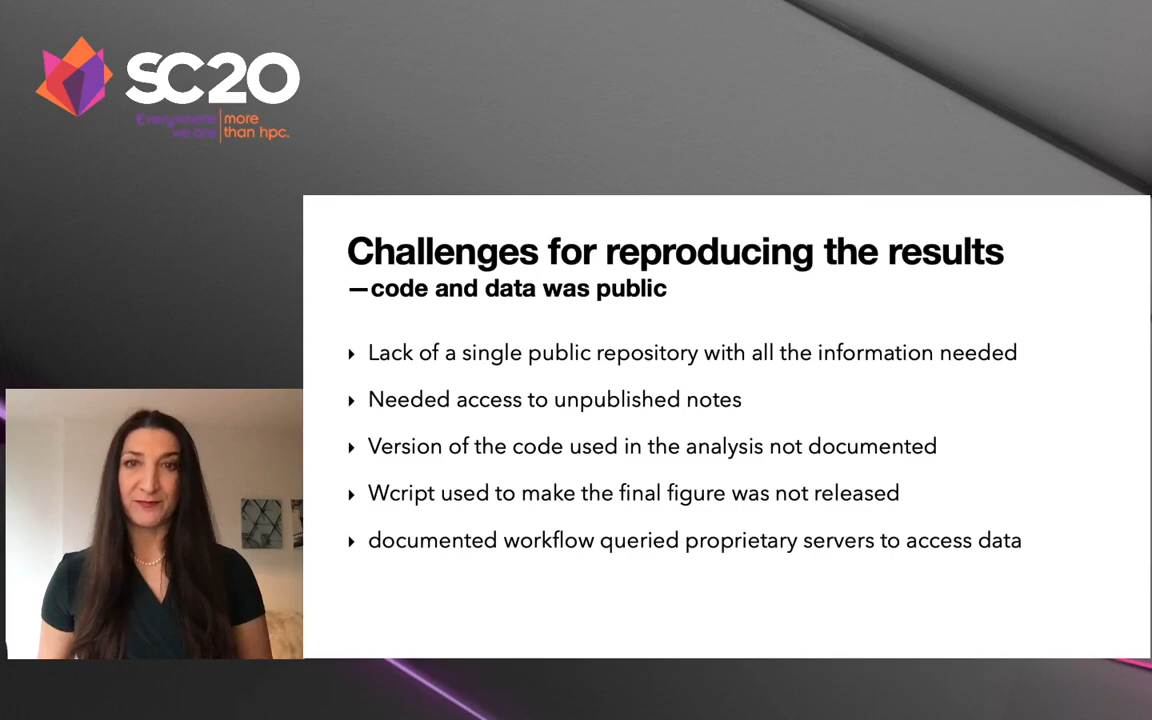 SC20
Everywhere more
we are than hpc.
Challenges for reproducing the results
—code and data was public
Lack of a single public repository with all the information needed
Needed access to unpublished notes
Version of the code used in the analysis not documented
Wcript used to make the final figure was not released
documented workflow queried proprietary servers to access data